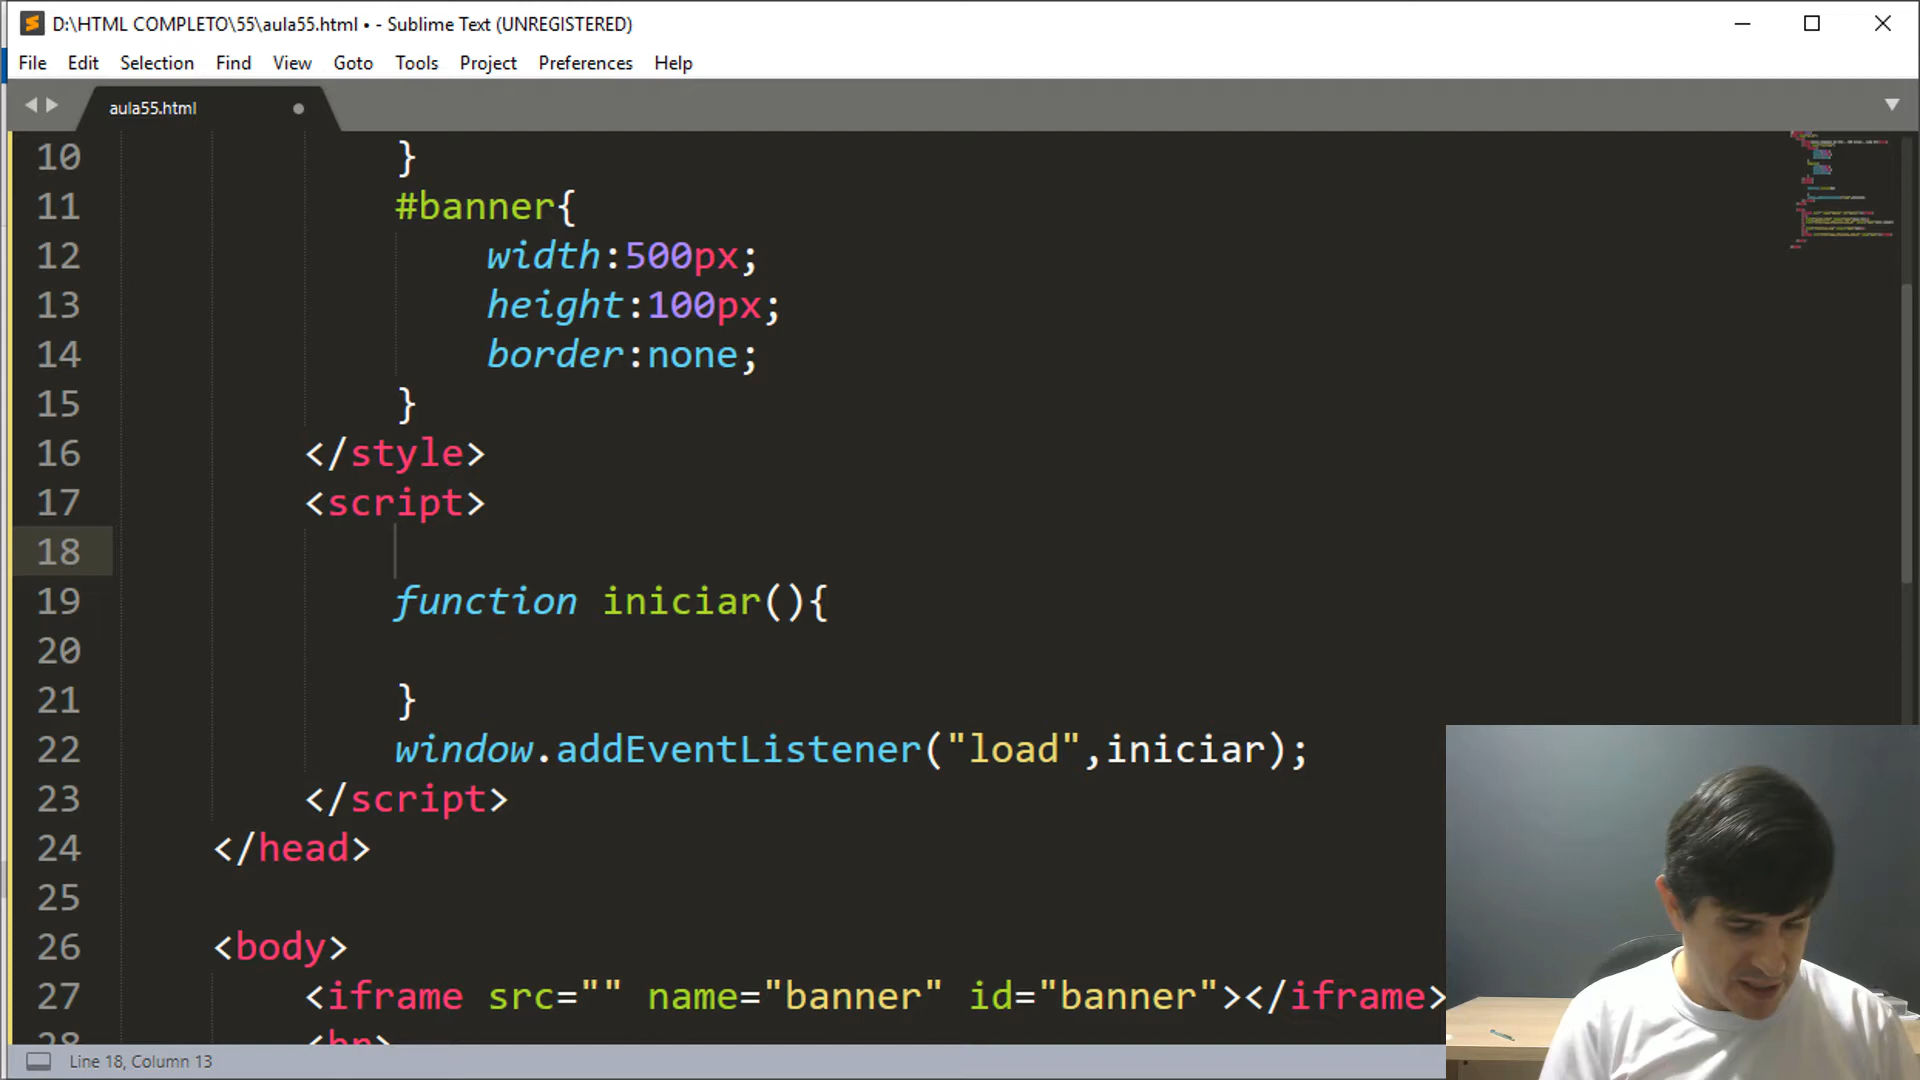 D:\HTML COMPLETO\55\aula55.html • - Sublime Text (UNREGISTERED)
File Edit Selection Find View Goto Tools Project Preferences Help
aula55.html
10 }
11 #banner{
12 width:500px;
13 height:100px;
14 border:none;
15 }
16 </style>
17 <script>
18
19 function iniciar(){
20
21 }
22 window.addEventListener("load",iniciar);
23 </script>
24 </head>
25
26 <body>
27 <iframe src="" name="banner" id="banner"></iframe>
28 <br>
Line 18, Column 13